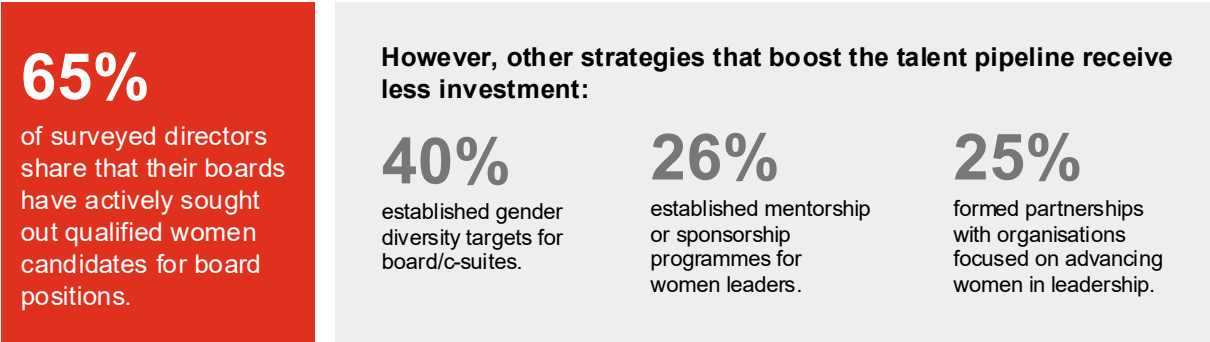 65%
of surveyed directors
share that their boards
have actively sought
out qualified women
candidates for board
positions.
However, other strategies that boost the talent pipeline receive
less investment:
40%
established gender
diversity targets for
board/c-suites.
26%
established mentorship
or sponsorship
programmes for
women leaders.
25%
formed partnerships
with organisations
focused on advancing
women in leadership.